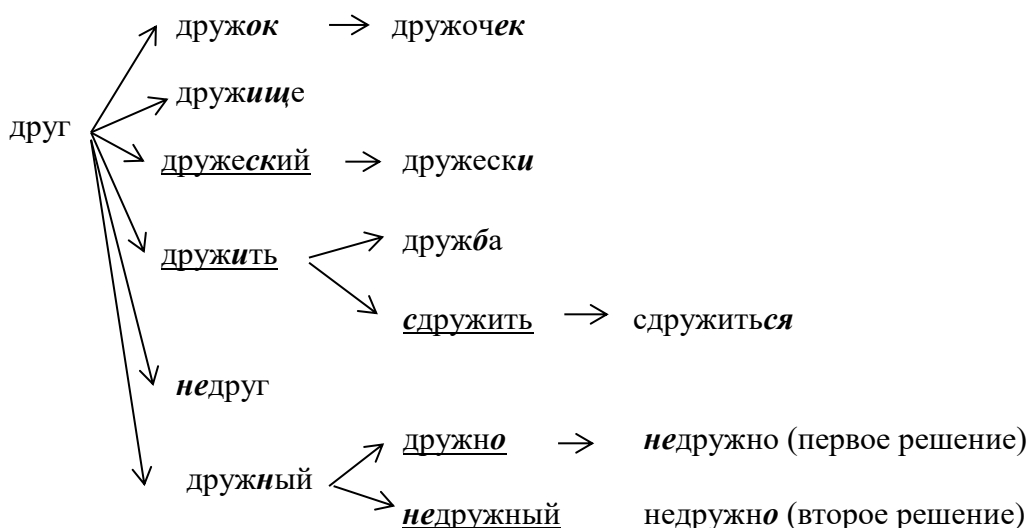 дружок → дружочек
дружище
друг
дружеский → дружески
дружба
дружить
сдружить → сдружиться
недруг
дружно → недружно (первое решение)
дружный
недружный недружно (второе решение)